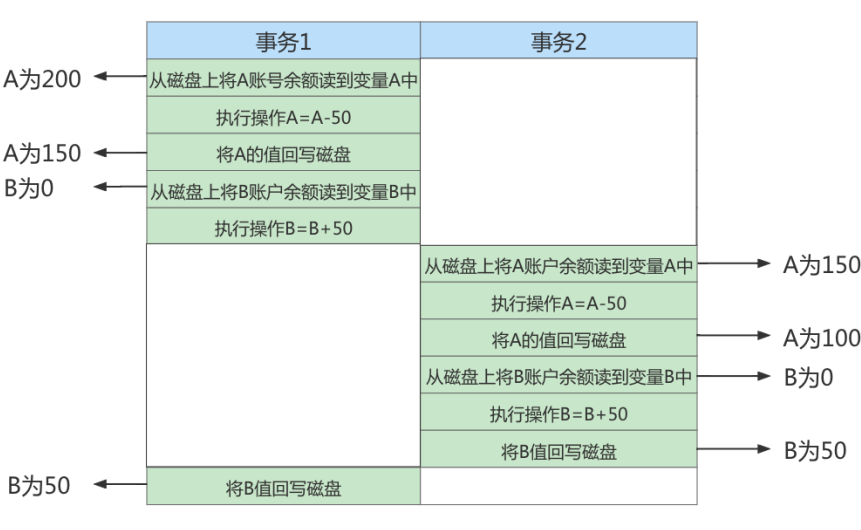 事务1
事务2
A为200
从磁盘上将A账号余额读到变量A中
执行操作A=A-50
A为150
将A的值回写磁盘
B为0
从磁盘上将B账户余额读到变量B中
执行操作B=B+50
从磁盘上将A账户余额读到变量A中
A为150
执行操作A=A-50
将A的值回写磁盘
A为100
从磁盘上将B账户余额读到变量B中
B为0
执行操作B=B+50
将B值回写磁盘
B为50
B为50
将B值回写磁盘